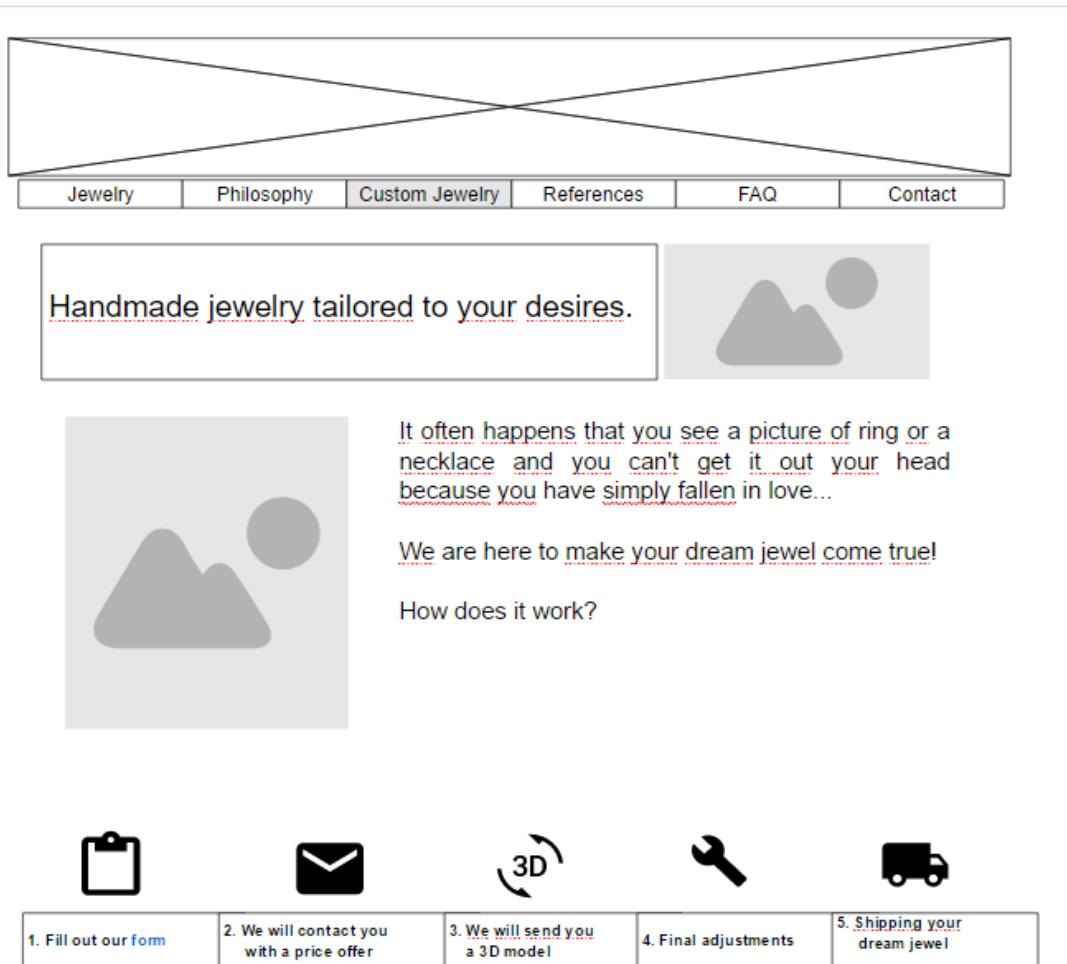 Jewelry Philosophy Custom Jewelry References FAQ Contact
Handmade jewelry tailored to your desires.
It often happens that you see a picture of ring or a
necklace and you can't get it out your head
because you have simply fallen in love...
We are here to make your dream jewel come true!
How does it work?
3D
1. Fill out our form
2. We will contact you
with a price offer
3. We will send you
a 3D model
4. Final adjustments
5. Shipping your
dream jewel